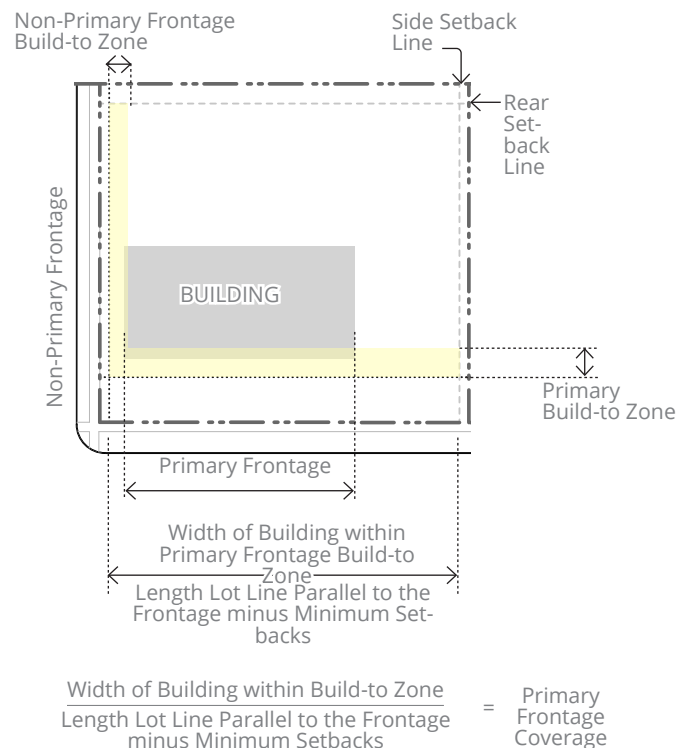 Non-Primary Frontage
Build-to Zone
Side Setback
Line
Rear
Set-
back
Line
Non-Primary Frontage
BUILDING
Primary
Build-to Zone
Primary Frontage
Width of Building within
Primary Frontage Build-to
Zone
Length Lot Line Parallel to the
Frontage minus Minimum Set-
backs
Width of Building within Build-to Zone
Length Lot Line Parallel to the Frontage
minus Minimum Setbacks
=
Primary
Frontage
Coverage